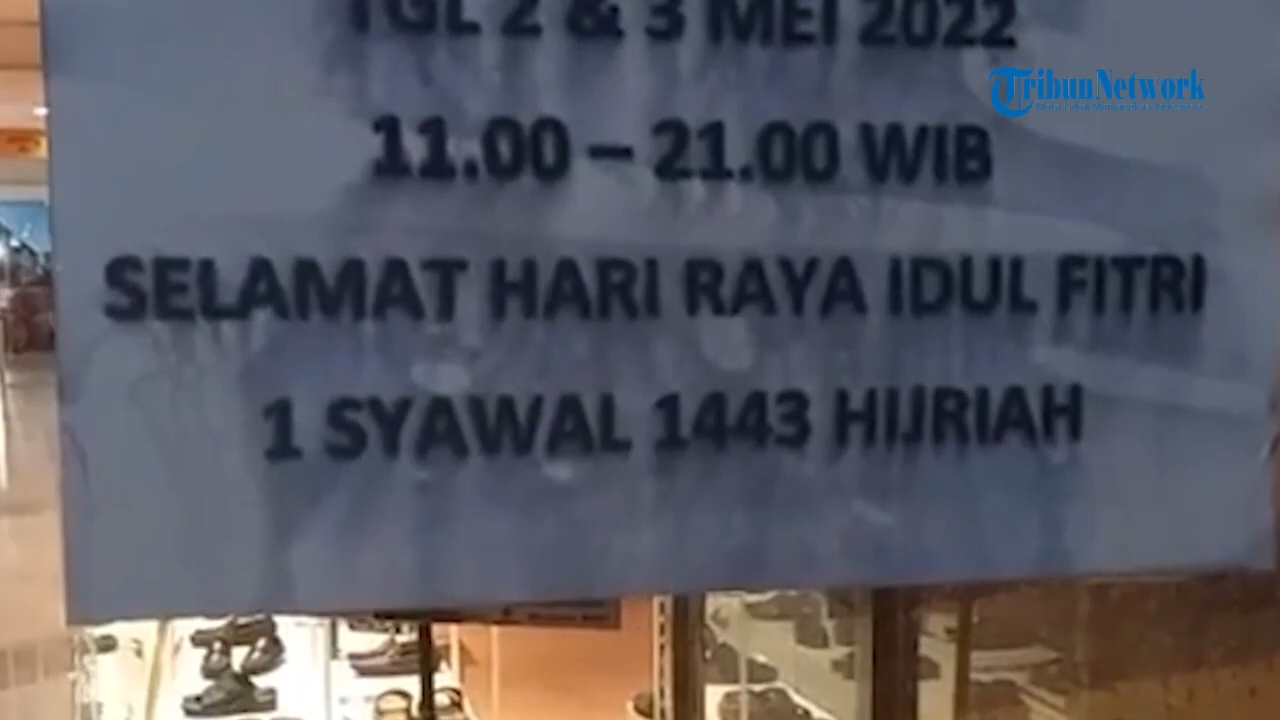 TGL 2 & 3 MEI 2022
TribunNetwork
11.00 – 21.00 WIB
SELAMAT HARI RAYA IDUL FITRI
1 SYAWAL 1443 HIJRIAH